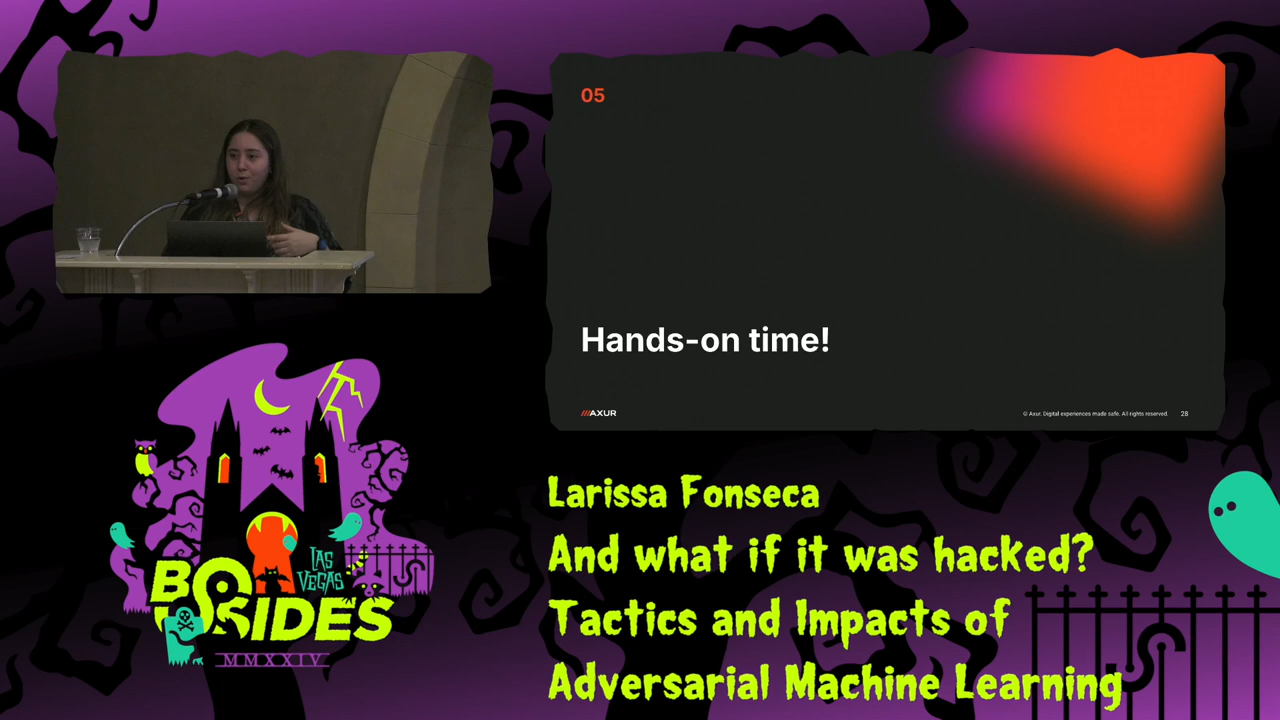 05
Hands-on time!
///AXUR
© Axur. Digital experiences made safe. All rights reserved.
28
BSIDES
LAS
VEGAS
MMXXIV
Larissa Fonseca
And what if it was hacked?
Tactics and Impacts of
Adversarial Machine Learning